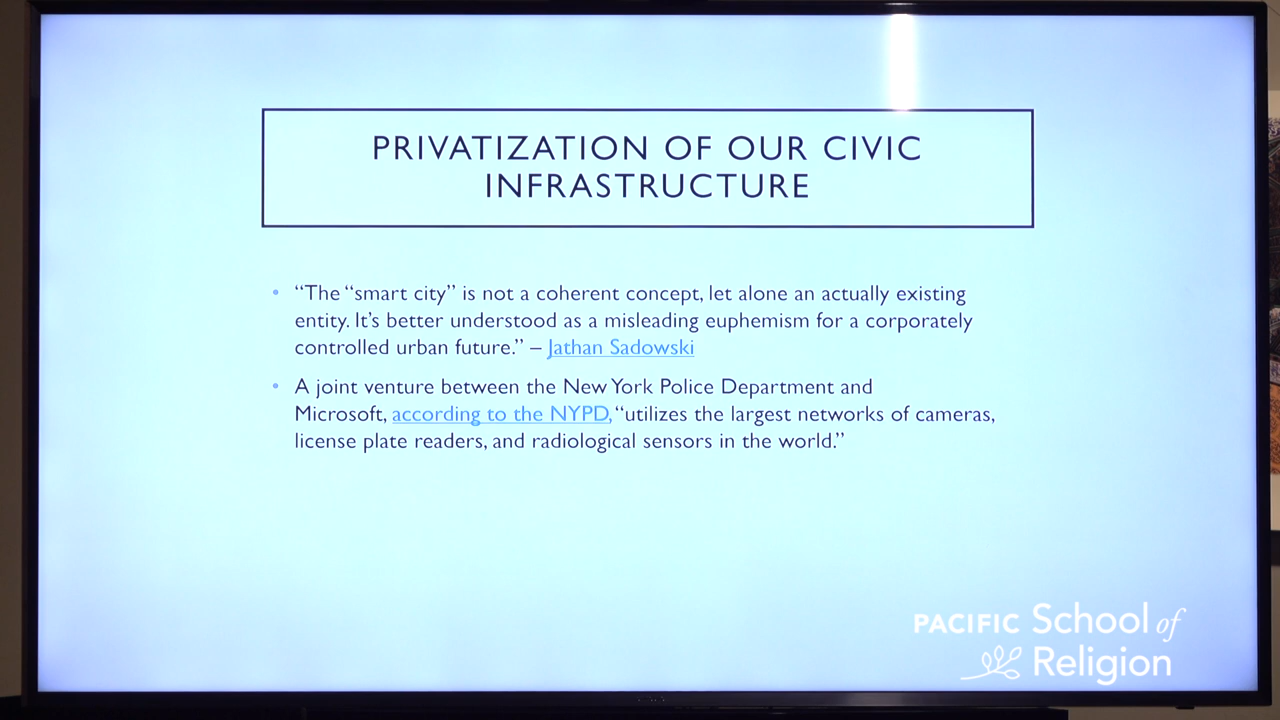 PRIVATIZATION OF OUR CIVIC
INFRASTRUCTURE
• “The “smart city” is not a coherent concept, let alone an actually existing
entity. It’s better understood as a misleading euphemism for a corporately
controlled urban future.” – Jathan Sadowski
• A joint venture between the New York Police Department and
Microsoft, according to the NYPD, “utilizes the largest networks of cameras,
license plate readers, and radiological sensors in the world.”
PACIFIC School of
Religion